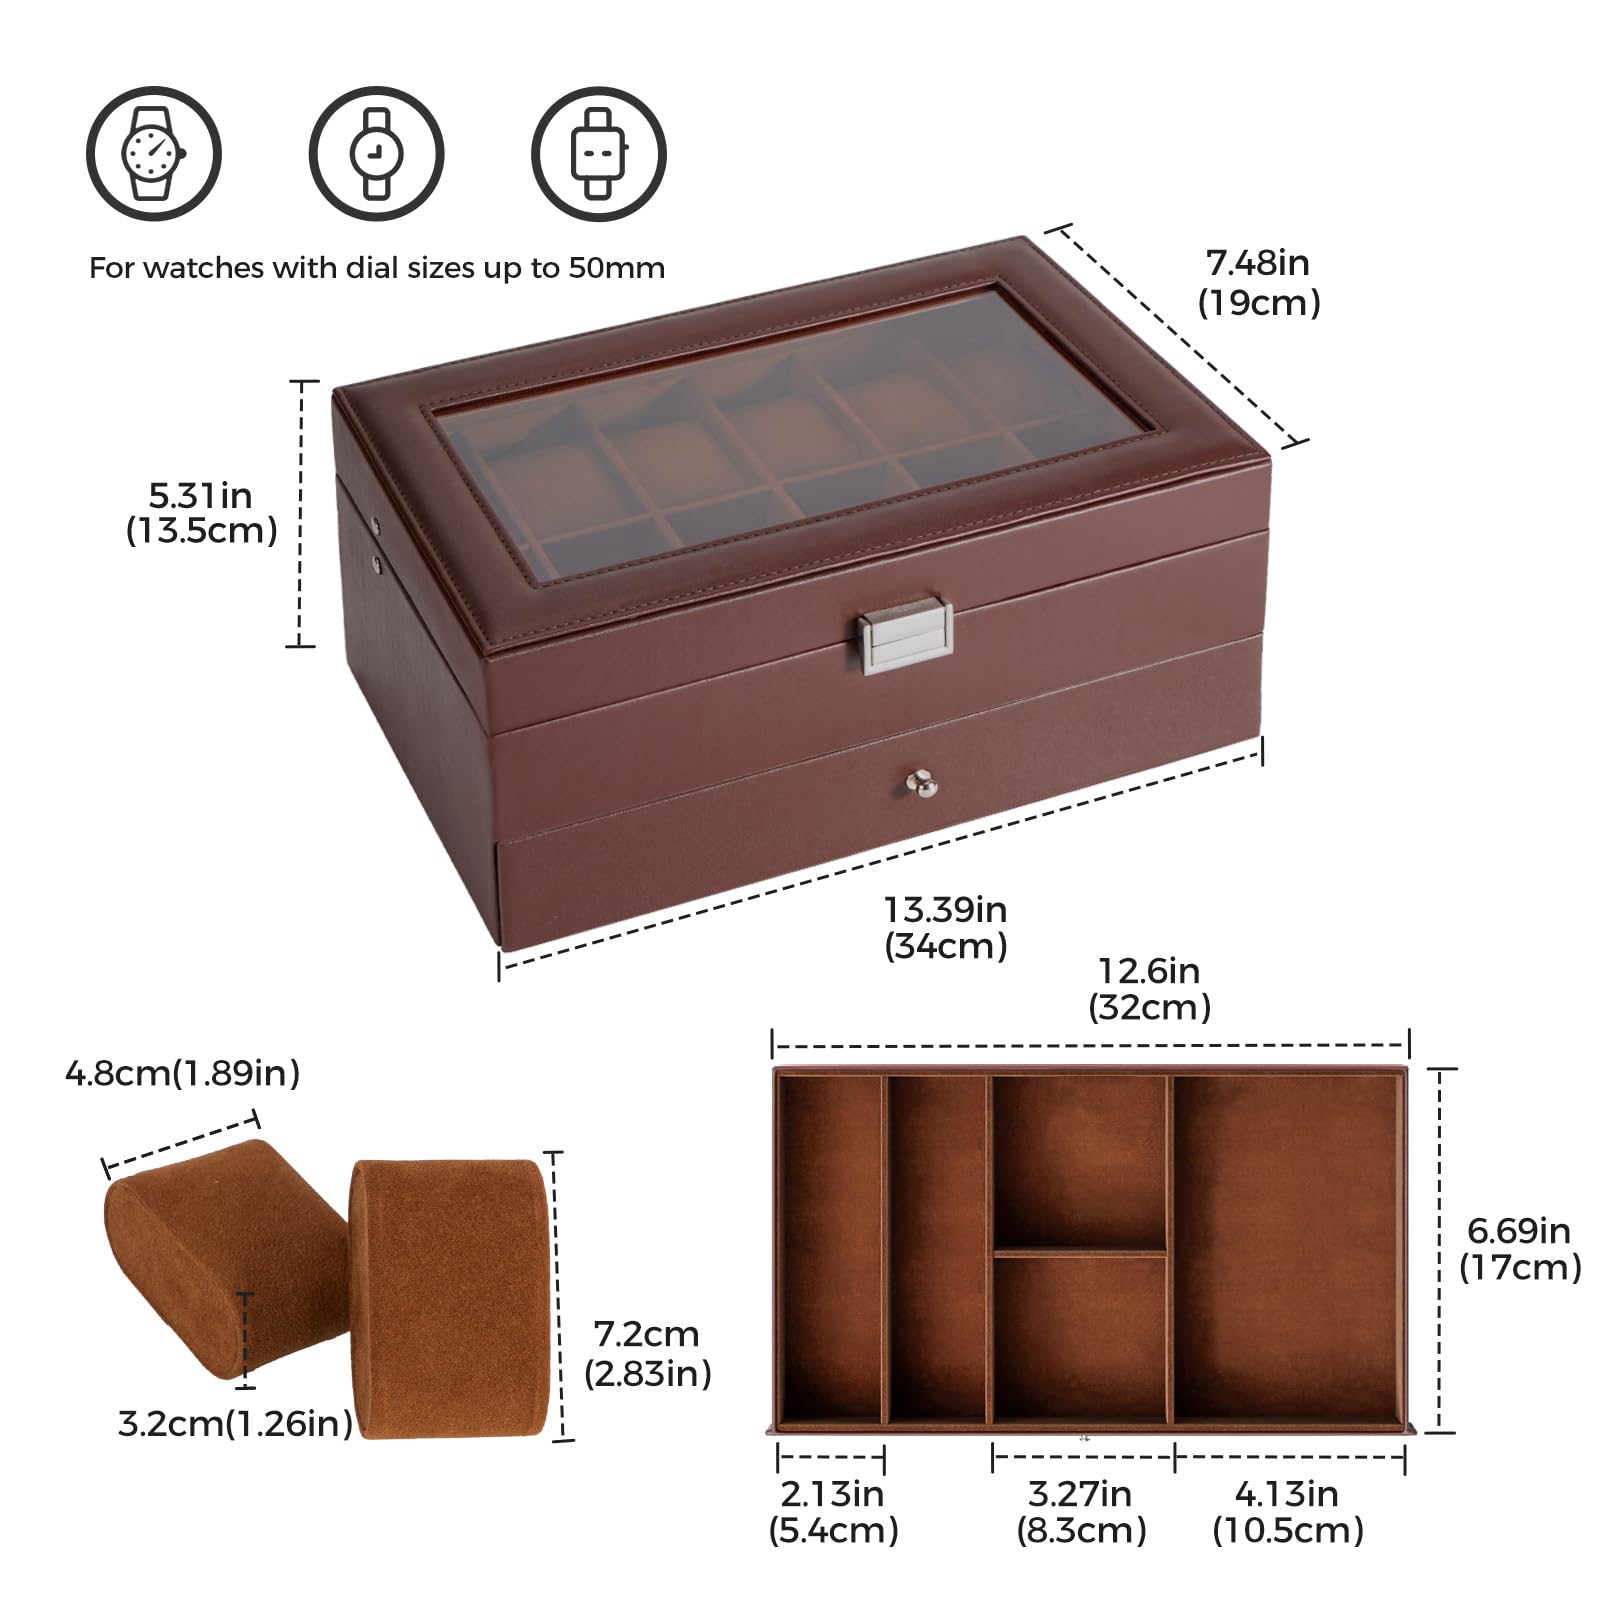 For watches with dial sizes up to 50mm
7.48in
(19cm)
5.31in
(13.5cm)
13.39in
(34cm)
12.6in
(32cm)
4.8cm(1.89in)
6.69in
(17cm)
7.2cm
(2.83in)
3.2cm(1.26in)
2.13in
(5.4cm)
3.27in
(8.3cm)
4.13in
(10.5cm)